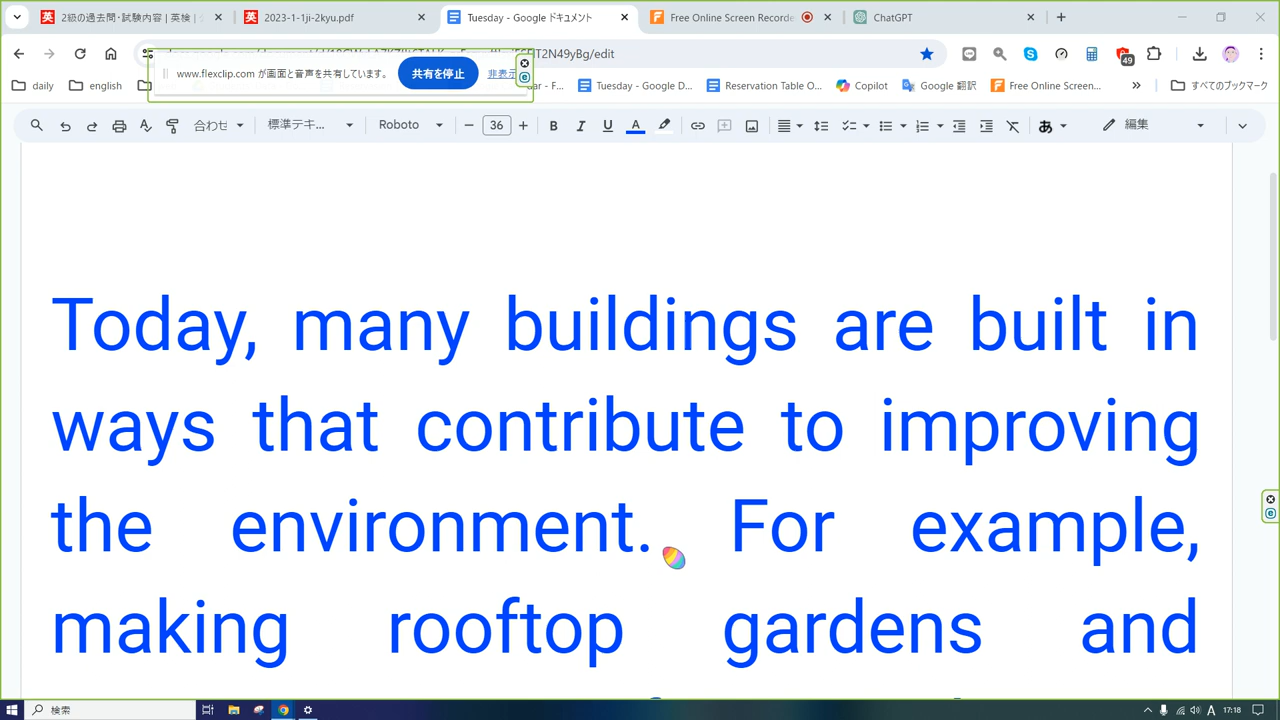 2級の過去問・試験内容 | 英
2023-1-1ji-2kyu.pdf
Tuesday - Google ドキュメント
Free Online Screen Recorde
ChatGPT
T2N49yBg/edit
49
www.flexclip.com が画面と音声を共有しています。
共有を停止
非表示
daily
english
Tuesday - Google D...
Reservation Table O...
Copilot
Google 翻訳
Free Online Screen...
すべてのブックマーク
標準テキ...
Roboto
36
編集
Today, many buildings are built in
ways that contribute to improving
the environment. For example,
making rooftop gardens and
検索
17:18